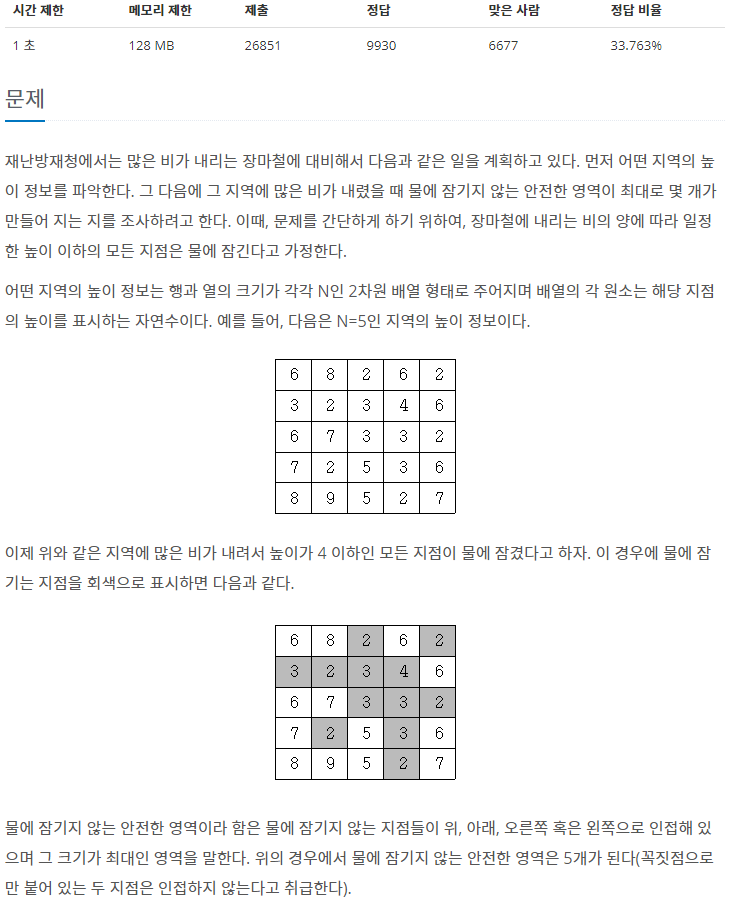 시간 제한 메모리 제한 제출 정답 맞은 사람 정답 비율
1 초 128 MB 26851 9930 6677 33.763%
문제
재난방재청에서는 많은 비가 내리는 장마철에 대비해서 다음과 같은 일을 계획하고 있다. 먼저 어떤 지역의 높
이 정보를 파악한다. 그 다음에 그 지역에 많은 비가 내렸을 때 물에 잠기지 않는 안전한 영역이 최대로 몇 개가
만들어 지는 지를 조사하려고 한다. 이때, 문제를 간단하게 하기 위하여, 장마철에 내리는 비의 양에 따라 일정
한 높이 이하의 모든 지점은 물에 잠긴다고 가정한다.
어떤 지역의 높이 정보는 행과 열의 크기가 각각 N인 2차원 배열 형태로 주어지며 배열의 각 원소는 해당 지점
의 높이를 표시하는 자연수이다. 예를 들어, 다음은 N=5인 지역의 높이 정보이다.
6 8 2 6 2
3 2 3 4 6
6 7 3 3 2
7 2 5 3 6
8 9 5 2 7
이제 위와 같은 지역에 많은 비가 내려서 높이가 4 이하인 모든 지점이 물에 잠겼다고 하자. 이 경우에 물에 잠
기는 지점을 회색으로 표시하면 다음과 같다.
6 8 2 6 2
3 2 3 4 6
6 7 3 3 2
7 2 5 3 6
8 9 5 2 7
물에 잠기지 않는 안전한 영역이라 함은 물에 잠기지 않는 지점들이 위, 아래, 오른쪽 혹은 왼쪽으로 인접해 있
으며 그 크기가 최대인 영역을 말한다. 위의 경우에서 물에 잠기지 않는 안전한 영역은 5개가 된다(꼭짓점으로
만 붙어 있는 두 지점은 인접하지 않는다고 취급한다).